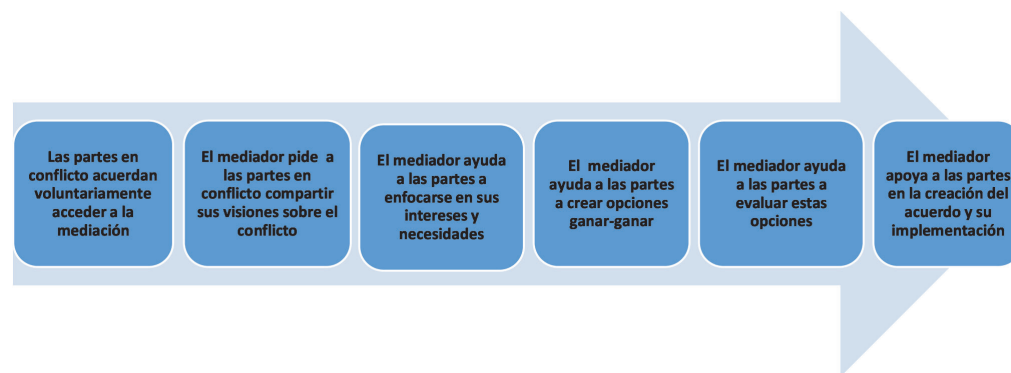 Las partes en
conflicto acuerdan
voluntariamente
acceder a la
mediación
El mediador pide a
las partes en
conflicto compartir
sus visiones sobre el
conflicto
El mediador ayuda
a las partes a
enfocarse en sus
intereses y
necesidades
El mediador
ayuda a las partes
a crear opciones
ganar-ganar
El mediador ayuda
a las partes a
evaluar estas
opciones
El mediador
apoya a las partes
en la creación del
acuerdo y su
implementación